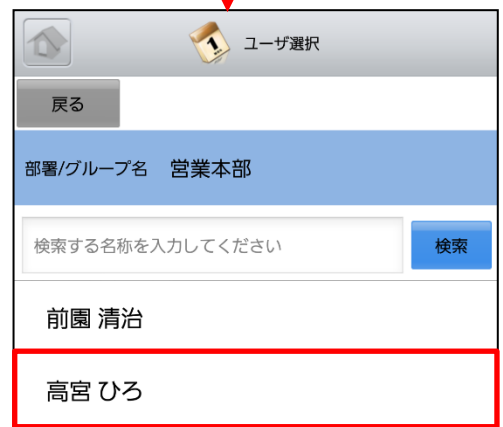 1 ユーザ選択
戻る
部署/グループ名 営業本部
検索する名称を入力してください 検索
前園 清治
高宮 ひろ